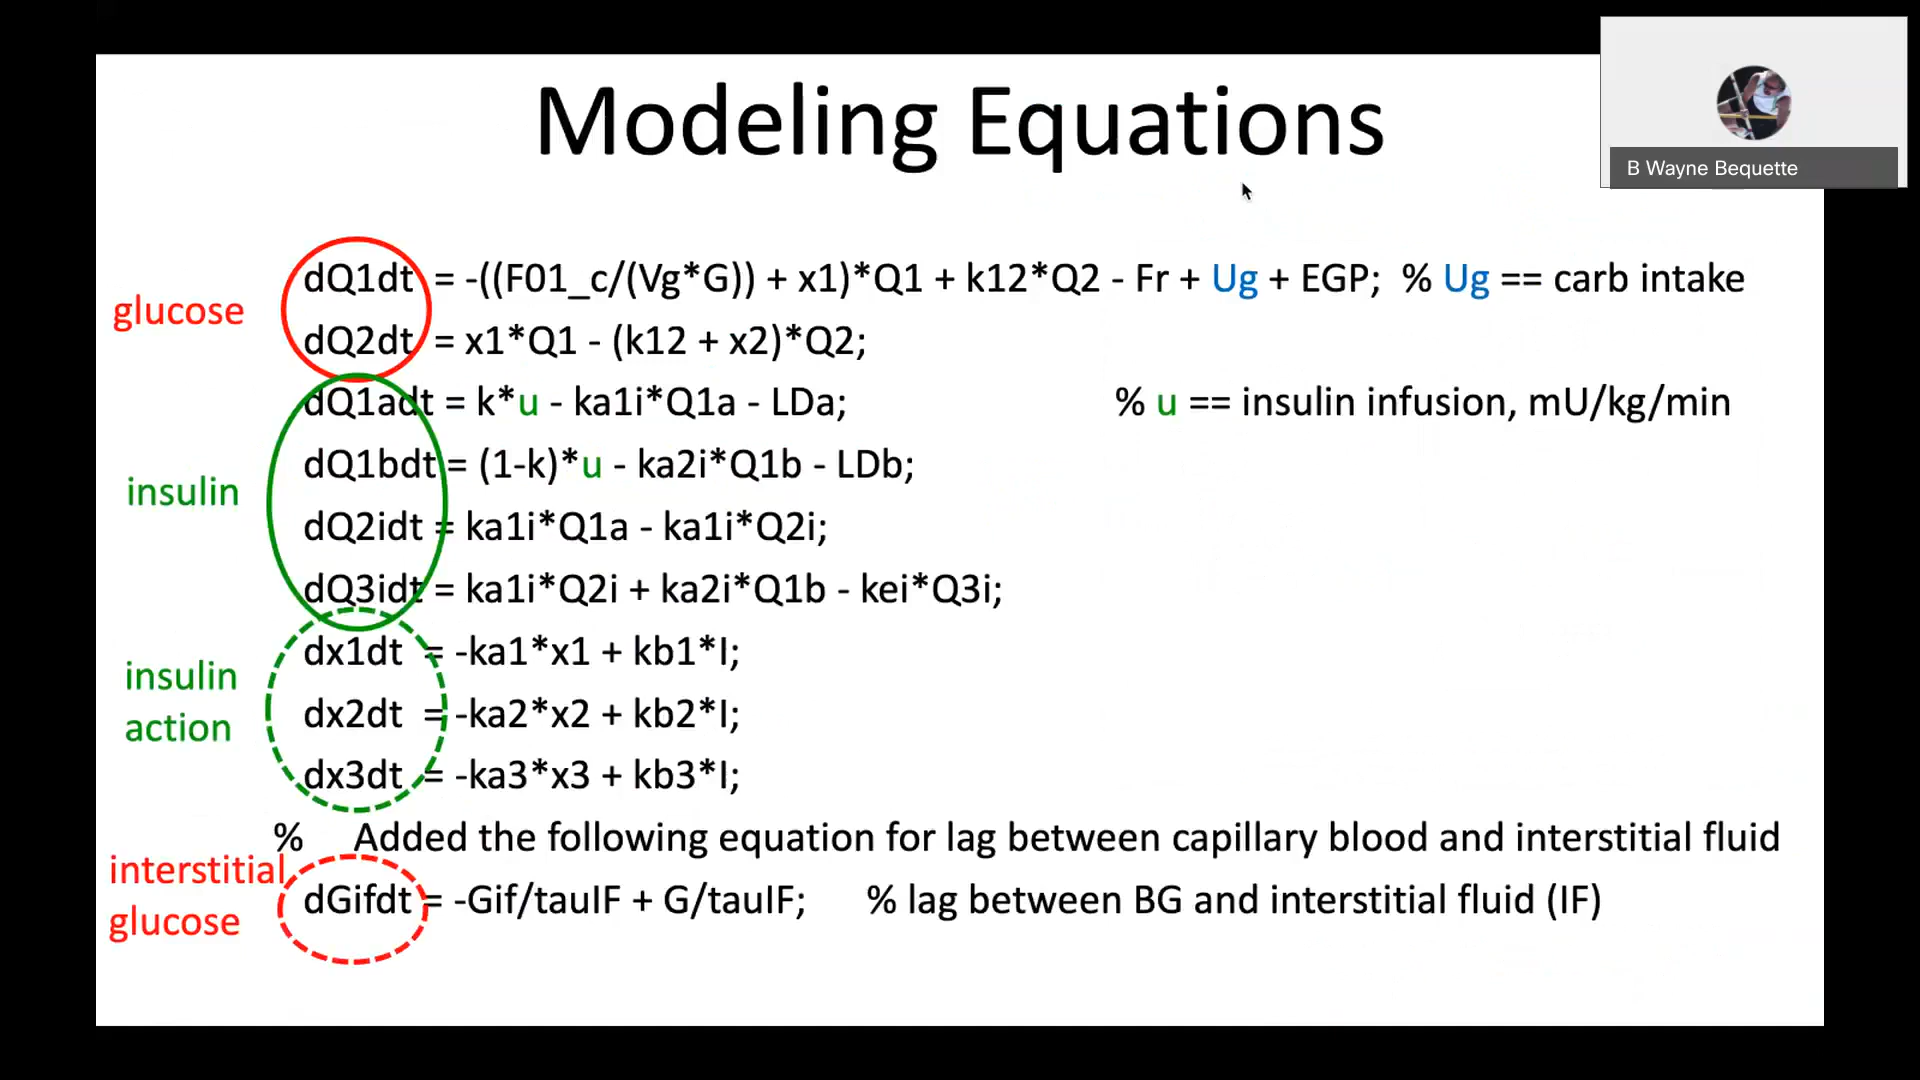 Modeling Equations
B Wayne Bequette
glucose
dQ1dt = -((F01_c/(Vg*G)) + x1)*Q1 + k12*Q2 - Fr + Ug + EGP; % Ug == carb intake
dQ2dt = x1*Q1 - (k12 + x2)*Q2;
insulin
dQ1adt = k*u - ka1i*Q1a - LDa; % u == insulin infusion, mU/kg/min
dQ1bdt = (1-k)*u - ka2i*Q1b - LDb;
dQ2idt = ka1i*Q1a - ka1i*Q2i;
dQ3idt = ka1i*Q2i + ka2i*Q1b - kei*Q3i;
insulin
action
dx1dt = -ka1*x1 + kb1*I;
dx2dt = -ka2*x2 + kb2*I;
dx3dt = -ka3*x3 + kb3*I;
% Added the following equation for lag between capillary blood and interstitial fluid
interstitial
glucose
dGifdt = -Gif/tauIF + G/tauIF; % lag between BG and interstitial fluid (IF)